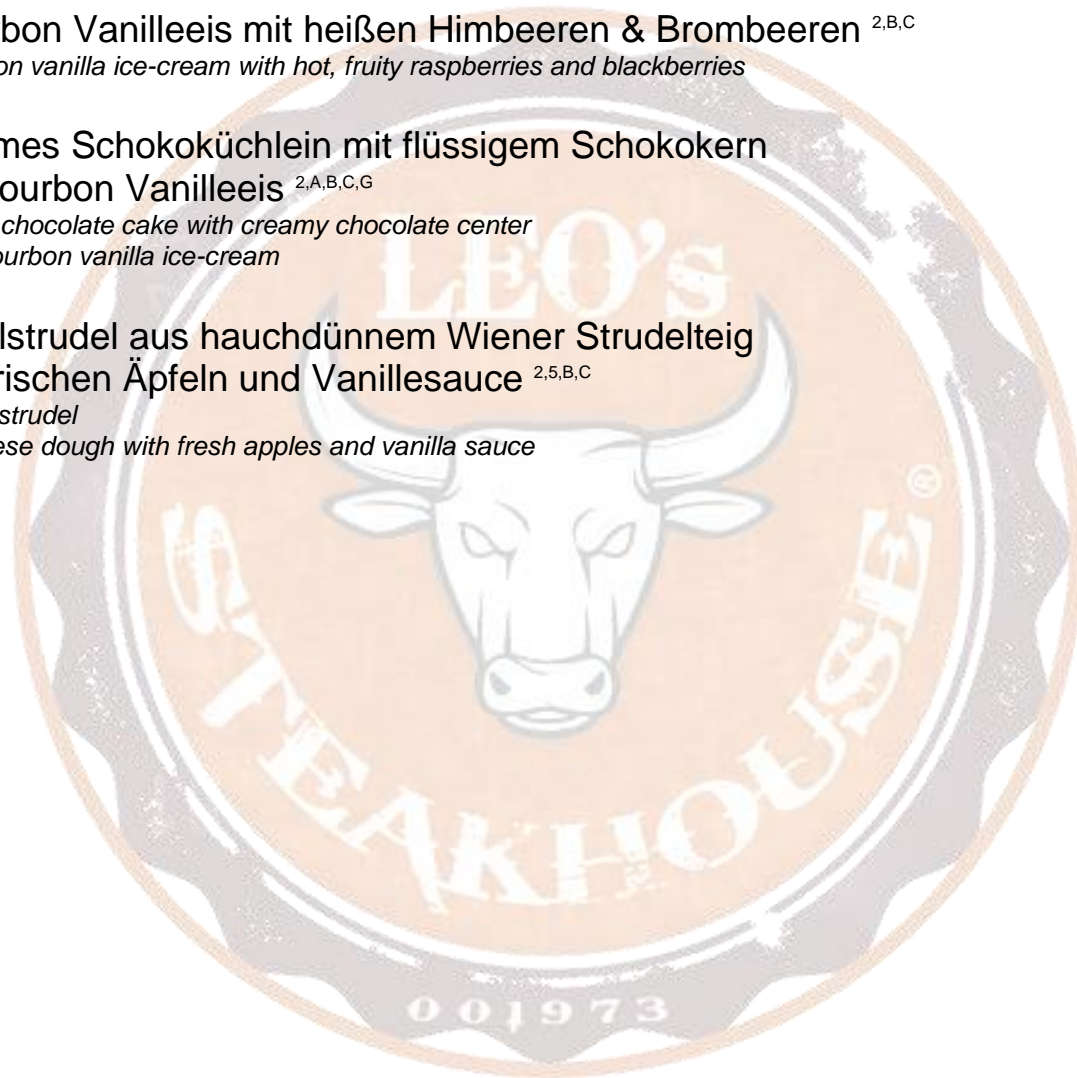 bon Vanilleeis mit heißen Himbeeren & Brombeeren 2,B,C
on vanilla ice-cream with hot, fruity raspberries and blackberries
mes Schokoküchlein mit flüssigem Schokokern
ourbon Vanilleeis 2,A,B,C,G
chocolate cake with creamy chocolate center
ourbon vanilla ice-cream
lstrudel aus hauchdünnem Wiener Strudelteig
rischen Äpfeln und Vanillesauce 2,5,B,C
strudel
ese dough with fresh apples and vanilla sauce
LEO's
STEAKHOUSE®
001973